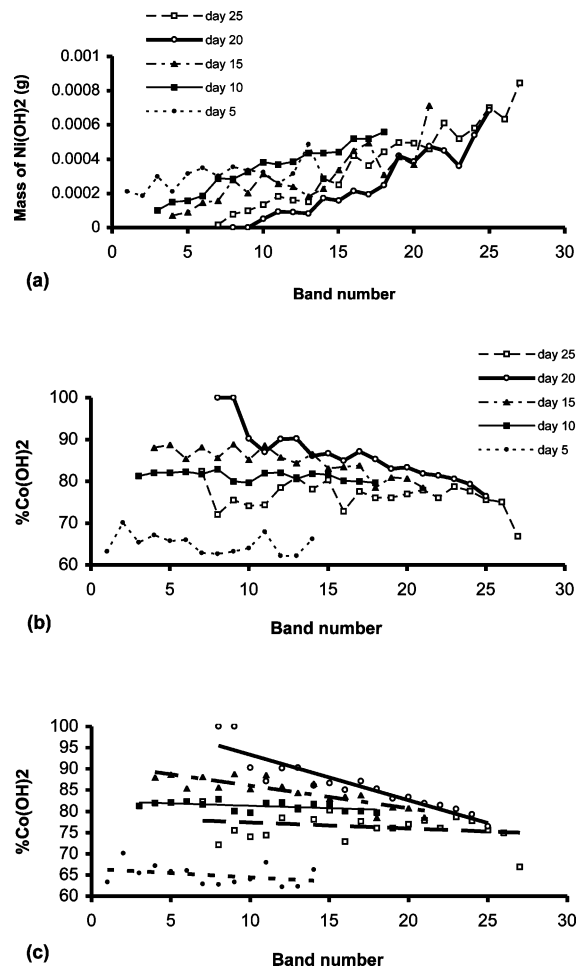 day 25
day 20
day 15
day 10
day 5
Mass of Ni(OH)2 (g)
0.001
0.0008
0.0006
0.0004
0.0002
0
0 5 10 15 20 25 30
(a)
Band number
day 25
day 20
day 15
day 10
day 5
%Co(OH)2
100
90
80
70
60
0 5 10 15 20 25 30
(b)
Band number
%Co(OH)2
100
95
90
85
80
75
70
65
60
0 5 10 15 20 25 30
(c)
Band number